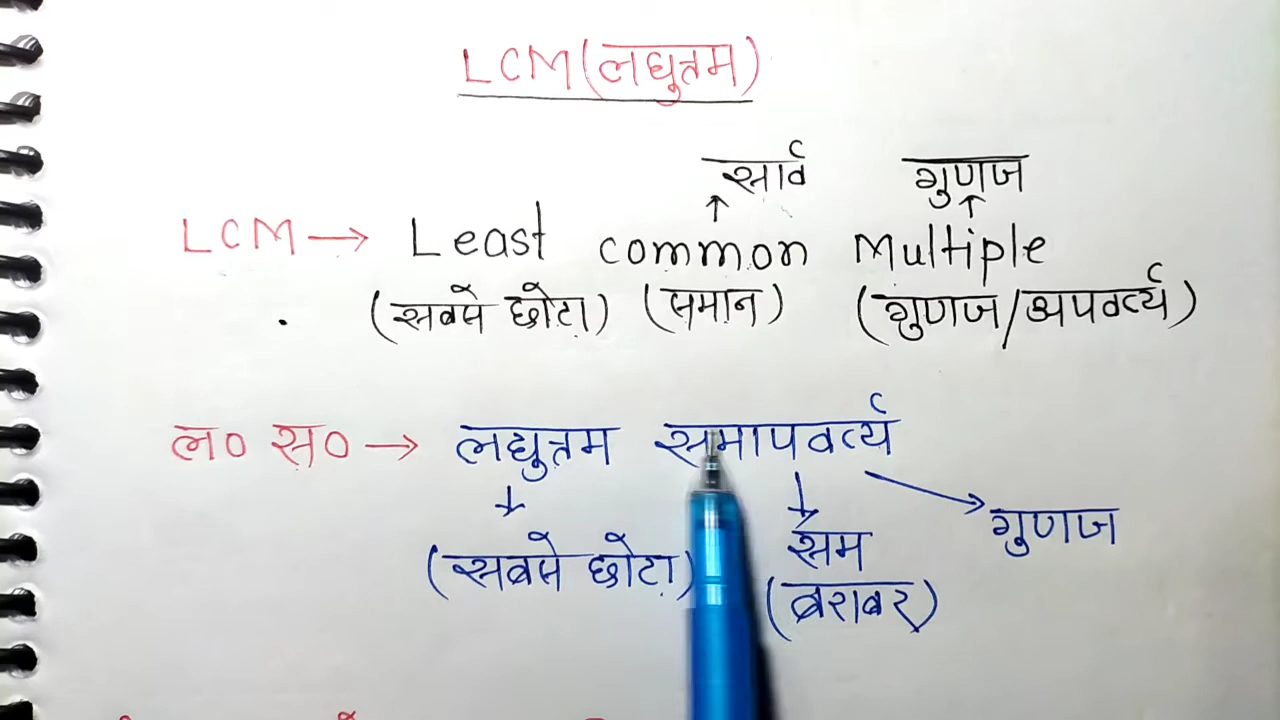 LCM (लघुत्तम)
सार्व गुणज
↑ ↑
LCM → Least common Multiple
(सबसे छोटा) (समान) (गुणज/अपवर्त्य)
ल० स० → लघुत्तम समापवर्त्य
(सबसे छोटा) सम गुणज
(बराबर)